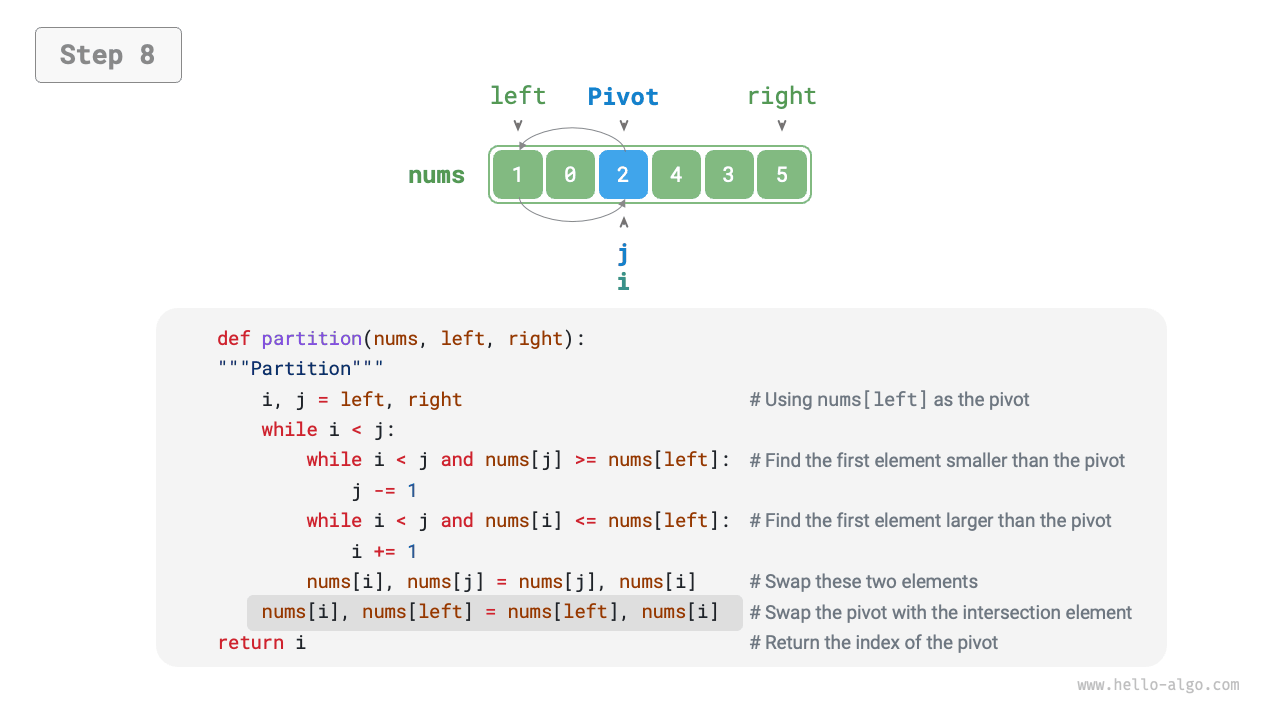 Step 8
left Pivot right
nums 1 0 2 4 3 5
j
i
def partition(nums, left, right):
"""Partition"""
i, j = left, right # Using nums[left] as the pivot
while i < j:
while i < j and nums[j] >= nums[left]: # Find the first element smaller than the pivot
j -= 1
while i < j and nums[i] <= nums[left]: # Find the first element larger than the pivot
i += 1
nums[i], nums[j] = nums[j], nums[i] # Swap these two elements
nums[i], nums[left] = nums[left], nums[i] # Swap the pivot with the intersection element
return i # Return the index of the pivot
www.hello-algo.com